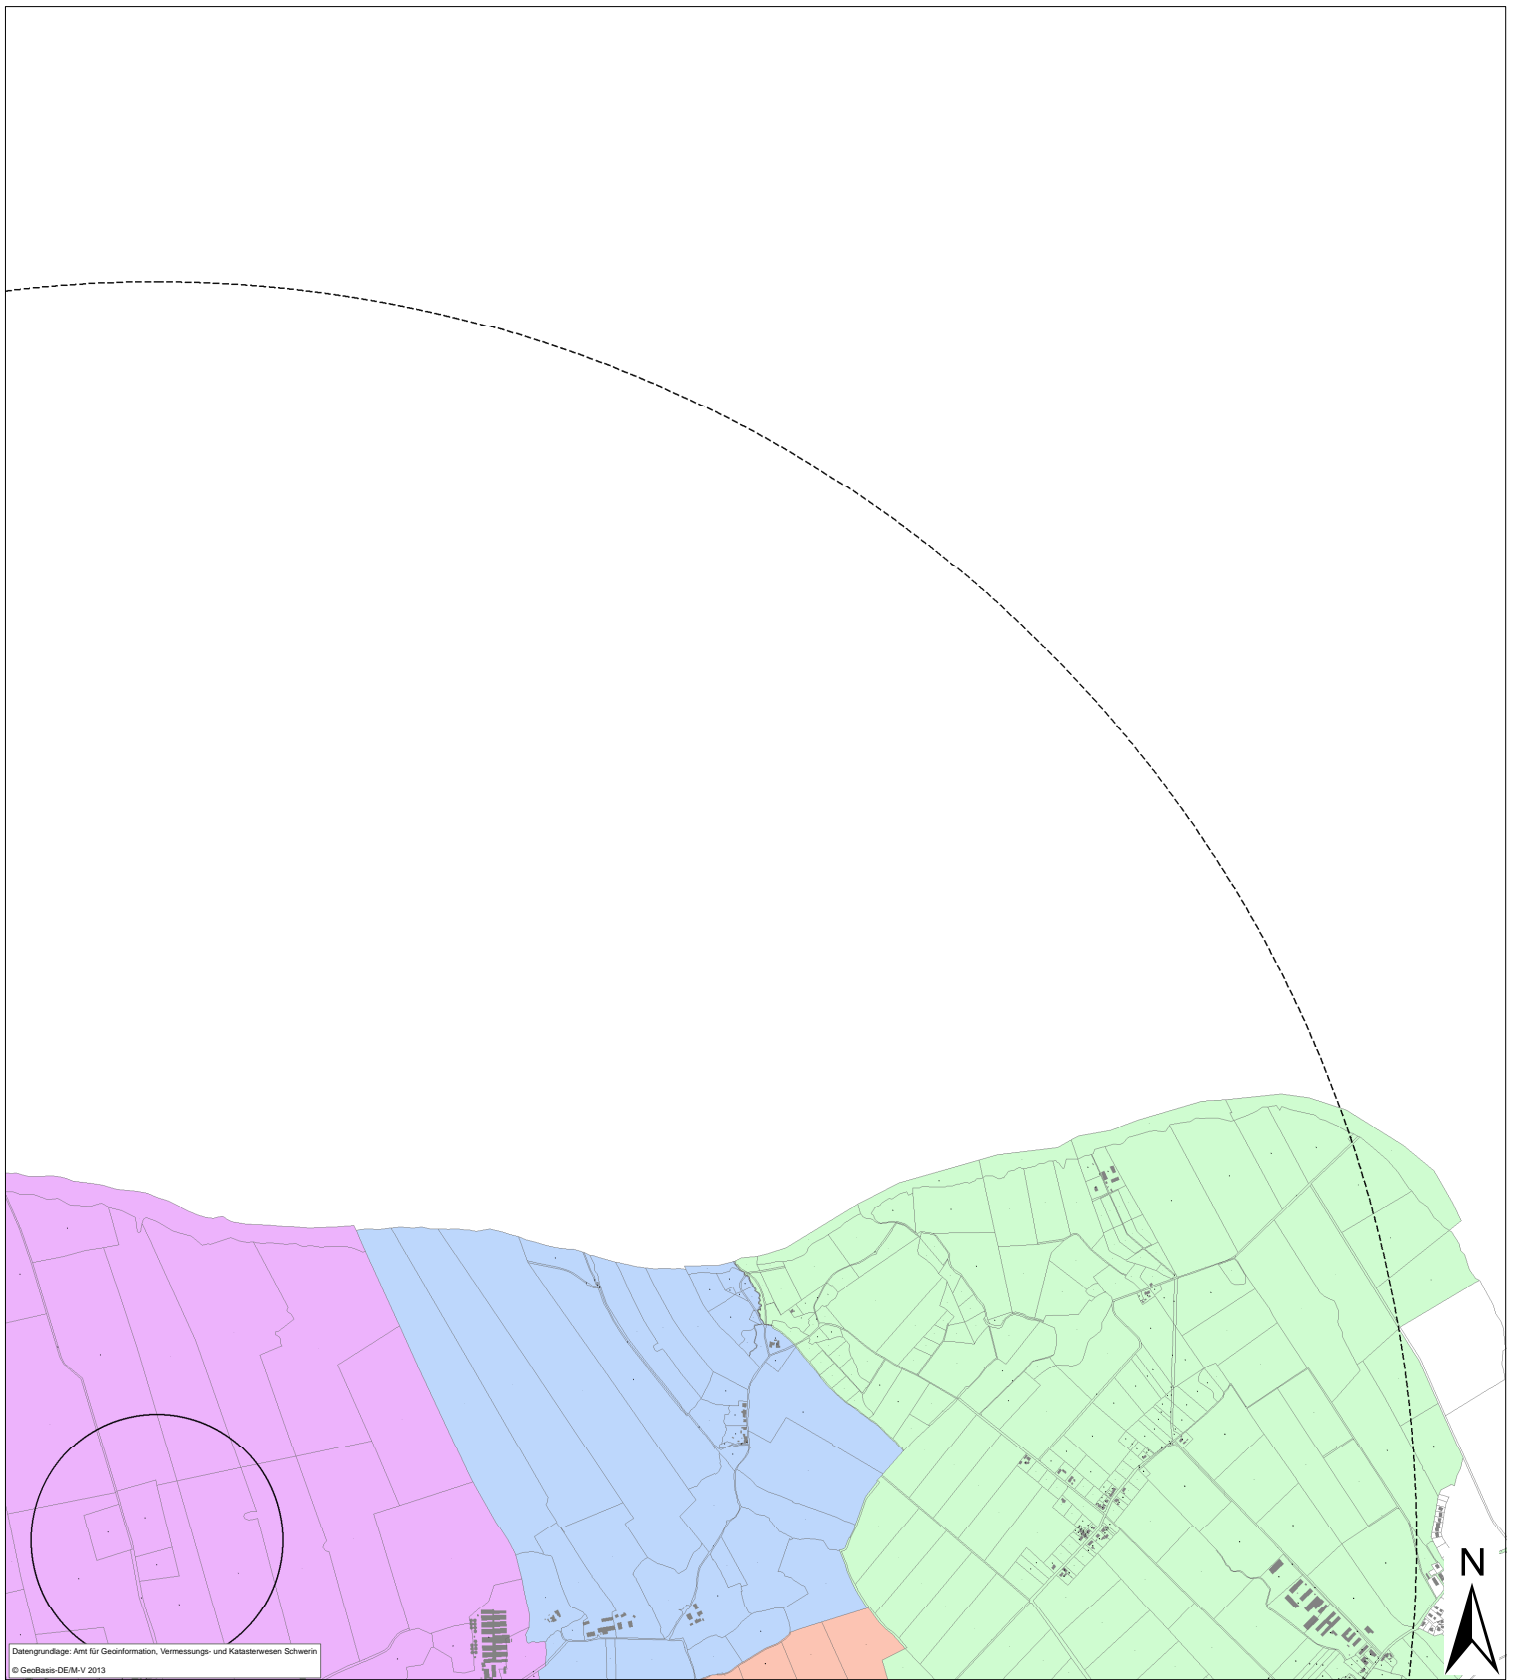 N
Datengrundlage: Amt für Geoinformation, Vermessungs- und Katasterwesen Schwerin
© GeoBasis-DE/M-V 2013